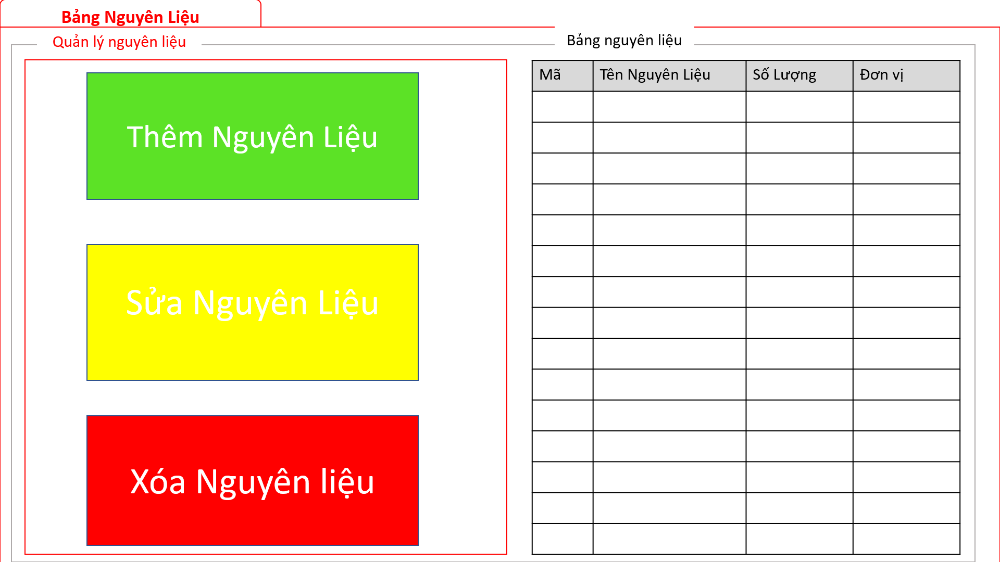 Bảng Nguyên Liệu
Quản lý nguyên liệu
Thêm Nguyên Liệu
Sửa Nguyên Liệu
Xóa Nguyên liệu
Bảng nguyên liệu
Mã Tên Nguyên Liệu Số Lượng Đơn vị